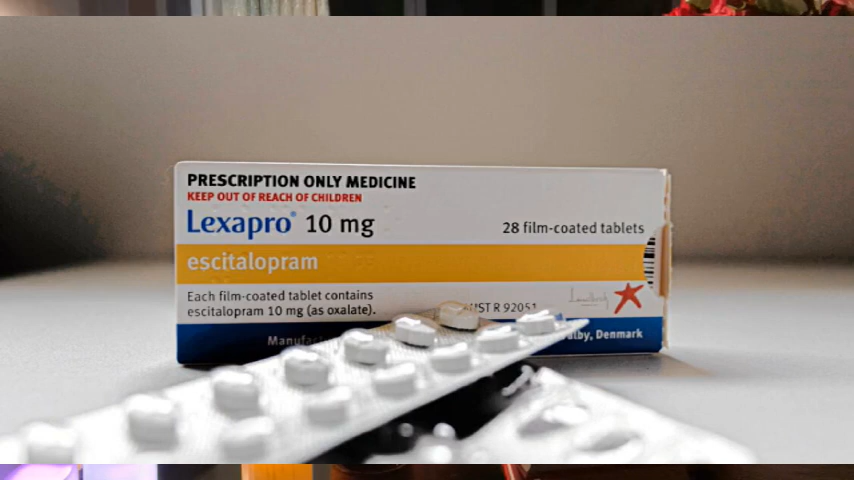 PRESCRIPTION ONLY MEDICINE
KEEP OUT OF REACH OF CHILDREN
Lexapro® 10 mg
28 film-coated tablets
escitalopram
Each film-coated tablet contains
escitalopram 10 mg (as oxalate).
R 92051
Denmark